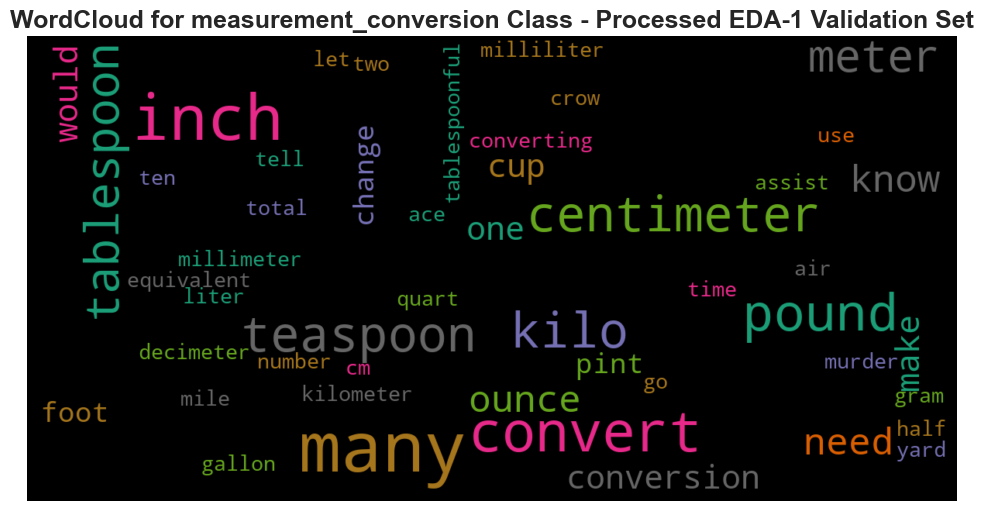 WordCloud for measurement_conversion Class - Processed EDA-1 Validation Set
would
tablespoon
inch
let
two
tablespoonful
milliliter
meter
crow
converting
use
change
tell
cup
ten
assist
know
total
ace
one
centimeter
millimeter
equivalent
liter
air
time
quart
pound
teaspoon
kilo
make
decimeter
number
cm
pint
murder
go
mile
kilometer
ounce
gram
foot
many
convert
need
half
yard
gallon
conversion